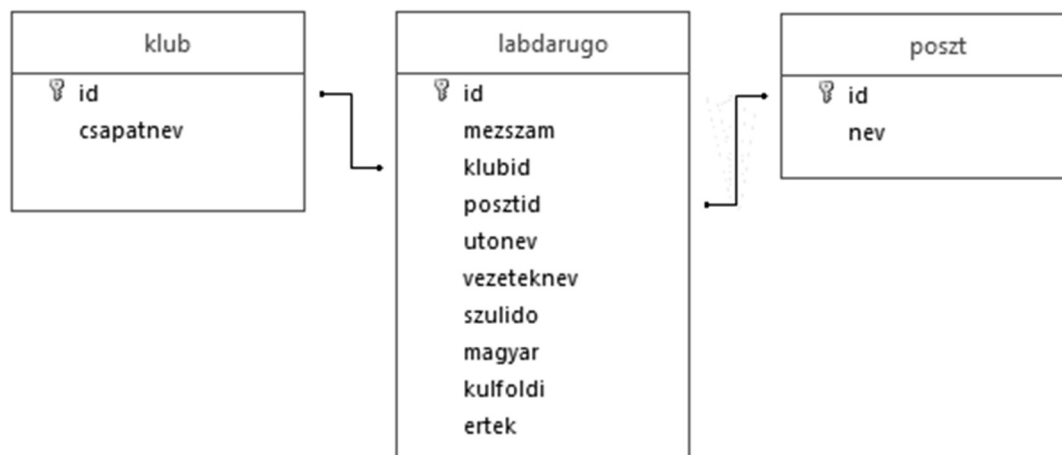 klub
id
csapatnev
labdarugo
id
mezszam
klubid
posztid
utonev
vezeteknev
szulido
magyar
kulfoldi
ertek
poszt
id
nev